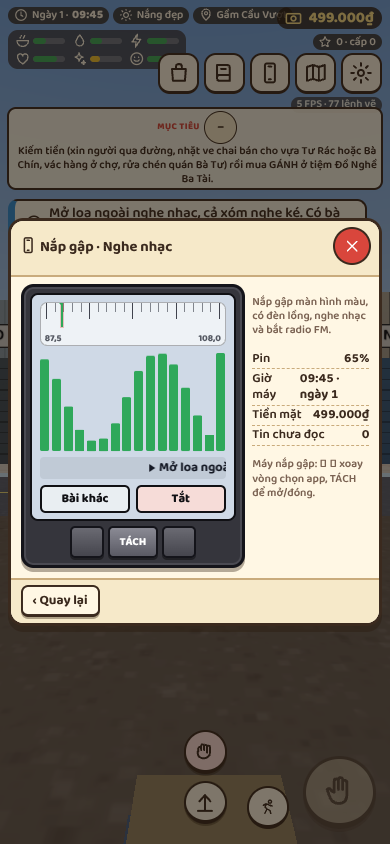 Ngày 1 · 09:45
Nắng đẹp
Gầm Cầu Vư
499.000₫
0 · cấp 0
5 FPS · 77 lệnh vẽ
MỤC TIÊU
–
Kiếm tiền (xin người qua đường, nhặt ve chai bán cho vựa Tư Rác hoặc Bà
Chín, vác hàng ở chợ, rửa chén quán Bà Tư) rồi mua GÁNH ở tiệm Đồ Nghề
Ba Tài.
Mở loa ngoài nghe nhạc, cả xóm nghe ké. Có bà
Nắp gập · Nghe nhạc
87,5
108,0
Mở loa ngoà
Bài khác
Tắt
TÁCH
Nắp gập màn hình màu,
có đèn lồng, nghe nhạc
và bắt radio FM.
Pin 65%
Giờ máy 09:45 · ngày 1
Tiền mặt 499.000₫
Tin chưa đọc 0
Máy nắp gập: ▯ ▯ xoay
vòng chọn app, TÁCH
để mở/đóng.
‹ Quay lại